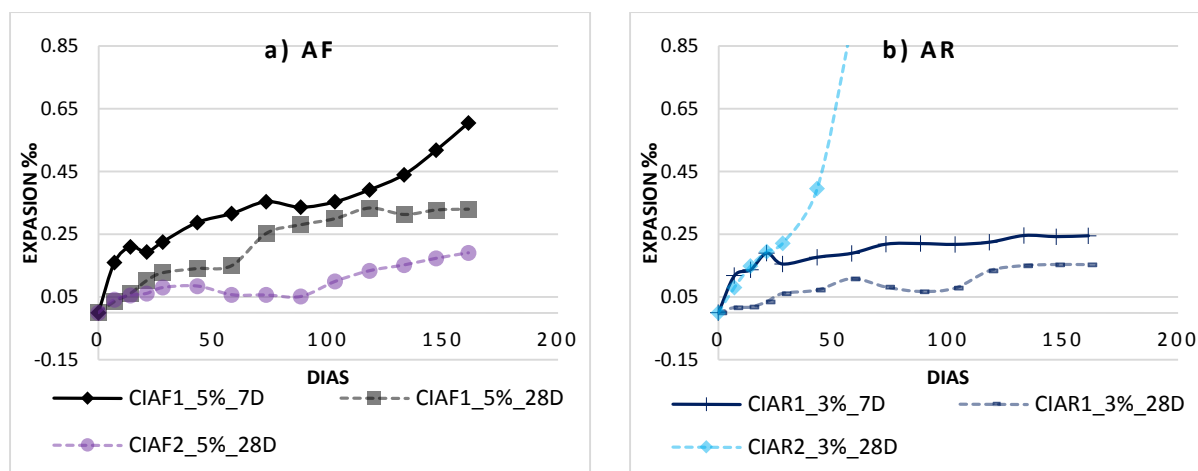 a) AF
0.85
0.65
0.45
0.25
0.05
-0.15
EXPASION ‰
0
50
100
150
200
DIAS
CIAF1_5%_7D
CIAF1_5%_28D
CIAF2_5%_28D
b) AR
0.85
0.65
0.45
0.25
0.05
-0.15
EXPASION ‰
0
50
100
150
200
DIAS
CIAR1_3%_7D
CIAR1_3%_28D
CIAR2_3%_28D